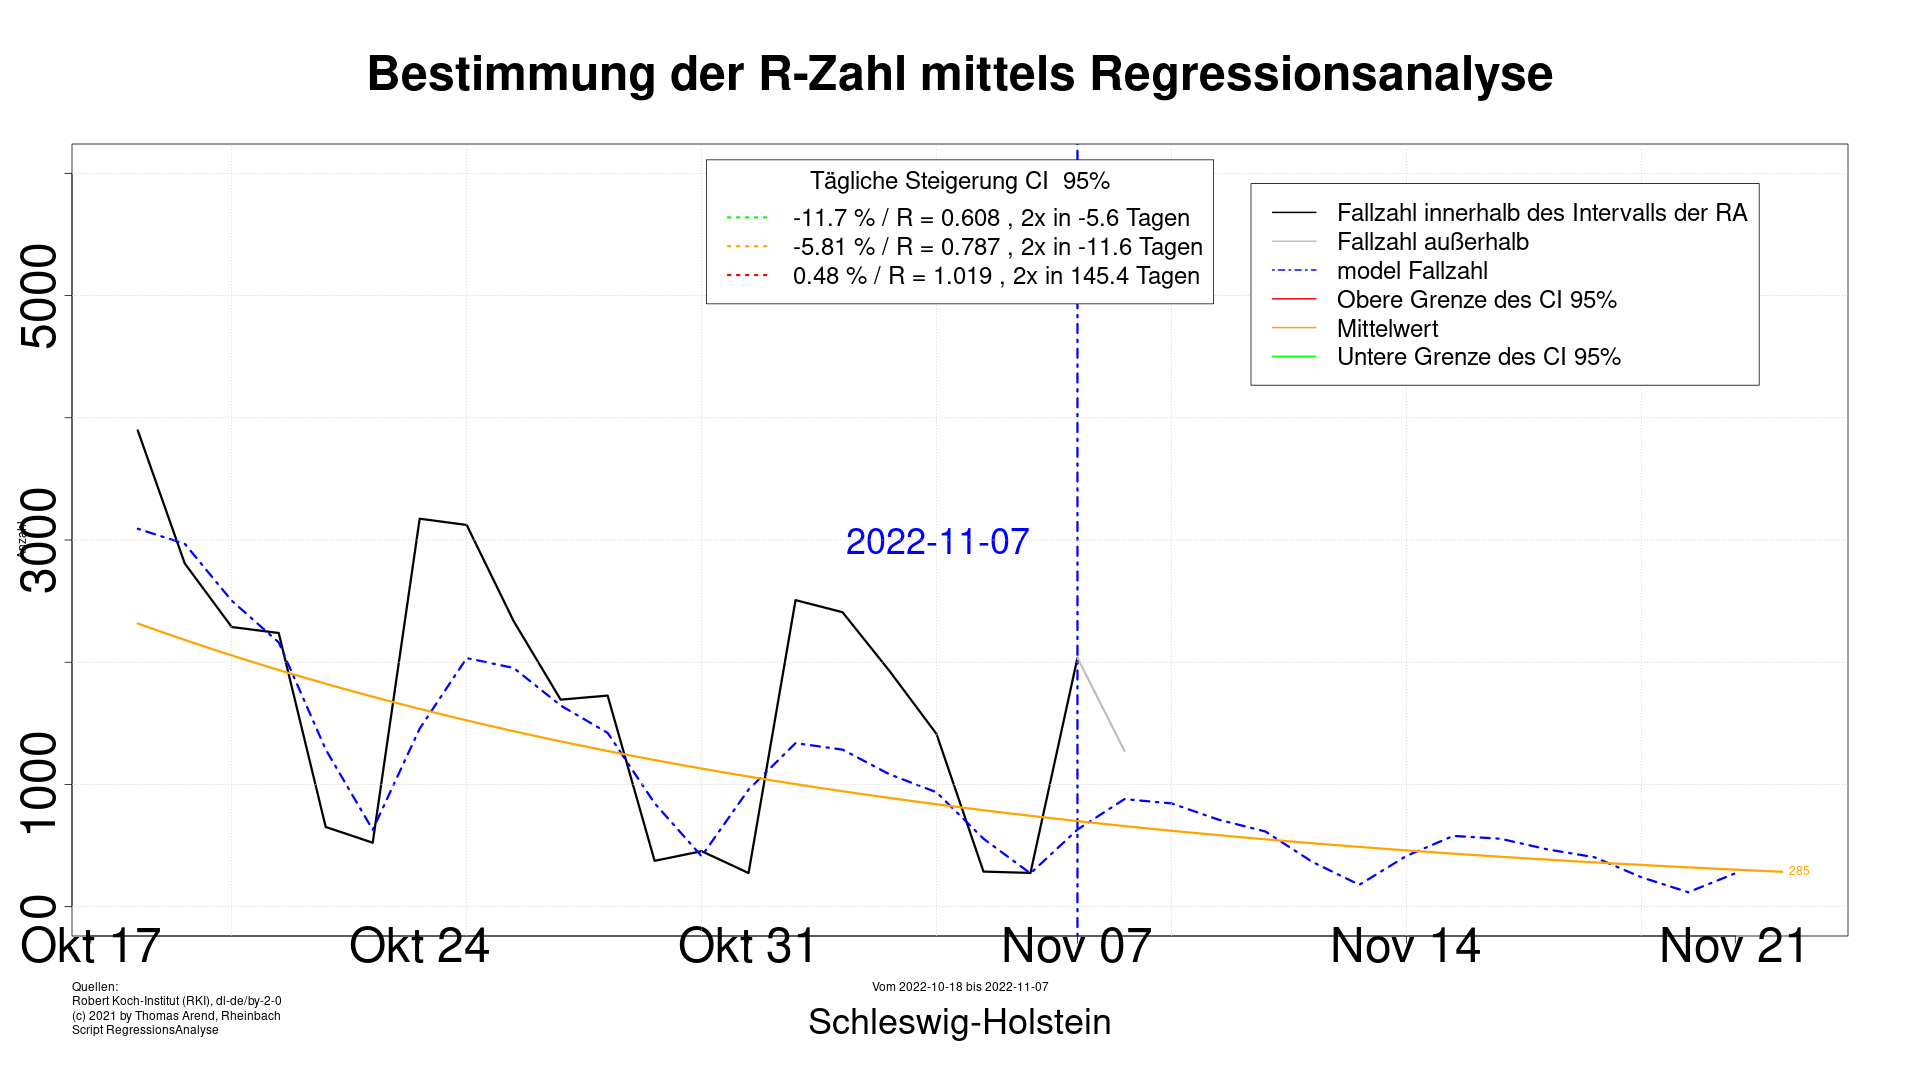 Bestimmung der R-Zahl mittels Regressionsanalyse
Tägliche Steigerung CI 95%
-11.7 % / R = 0.608 , 2x in -5.6 Tagen
-5.81 % / R = 0.787 , 2x in -11.6 Tagen
0.48 % / R = 1.019 , 2x in 145.4 Tagen
Fallzahl innerhalb des Intervalls der RA
Fallzahl außerhalb
model Fallzahl
Obere Grenze des CI 95%
Mittelwert
Untere Grenze des CI 95%
5000
3000
1000
0
Anzahl
2022-11-07
285
Okt 17 Okt 24 Okt 31 Nov 07 Nov 14 Nov 21
Quellen:
Robert Koch-Institut (RKI), dl-de/by-2-0
(c) 2021 by Thomas Arend, Rheinbach
Script RegressionsAnalyse
Vom 2022-10-18 bis 2022-11-07
Schleswig-Holstein